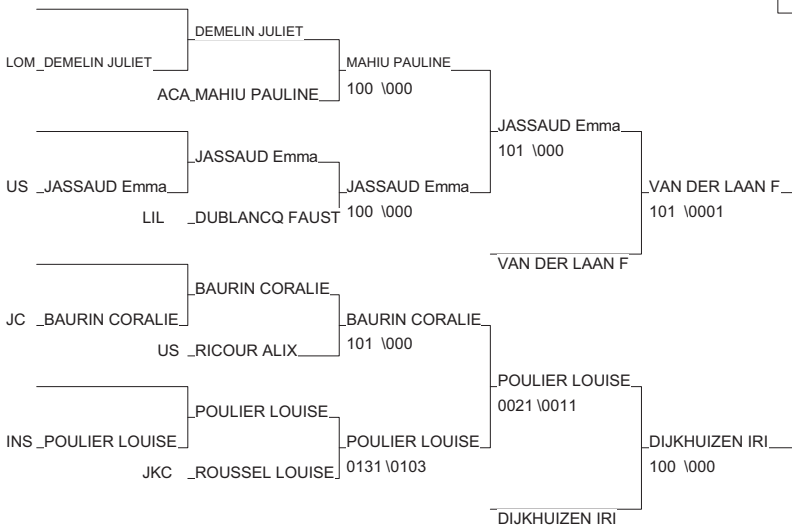 DEMELIN JULIET
LOM DEMELIN JULIET
MAHIU PAULINE
ACA MAHIU PAULINE
100 \000
JASSAUD Emma
101 \000
JASSAUD Emma
US JASSAUD Emma
JASSAUD Emma
VAN DER LAAN F
LIL DUBLANCQ FAUST
100 \000
101 \0001
VAN DER LAAN F
BAURIN CORALIE
JC BAURIN CORALIE
BAURIN CORALIE
US RICOUR ALIX
101 \000
POULIER LOUISE
0021 \0011
POULIER LOUISE
INS POULIER LOUISE
POULIER LOUISE
DIJKHUIZEN IRI
JKC ROUSSEL LOUISE
0131 \0103
100 \000
DIJKHUIZEN IRI